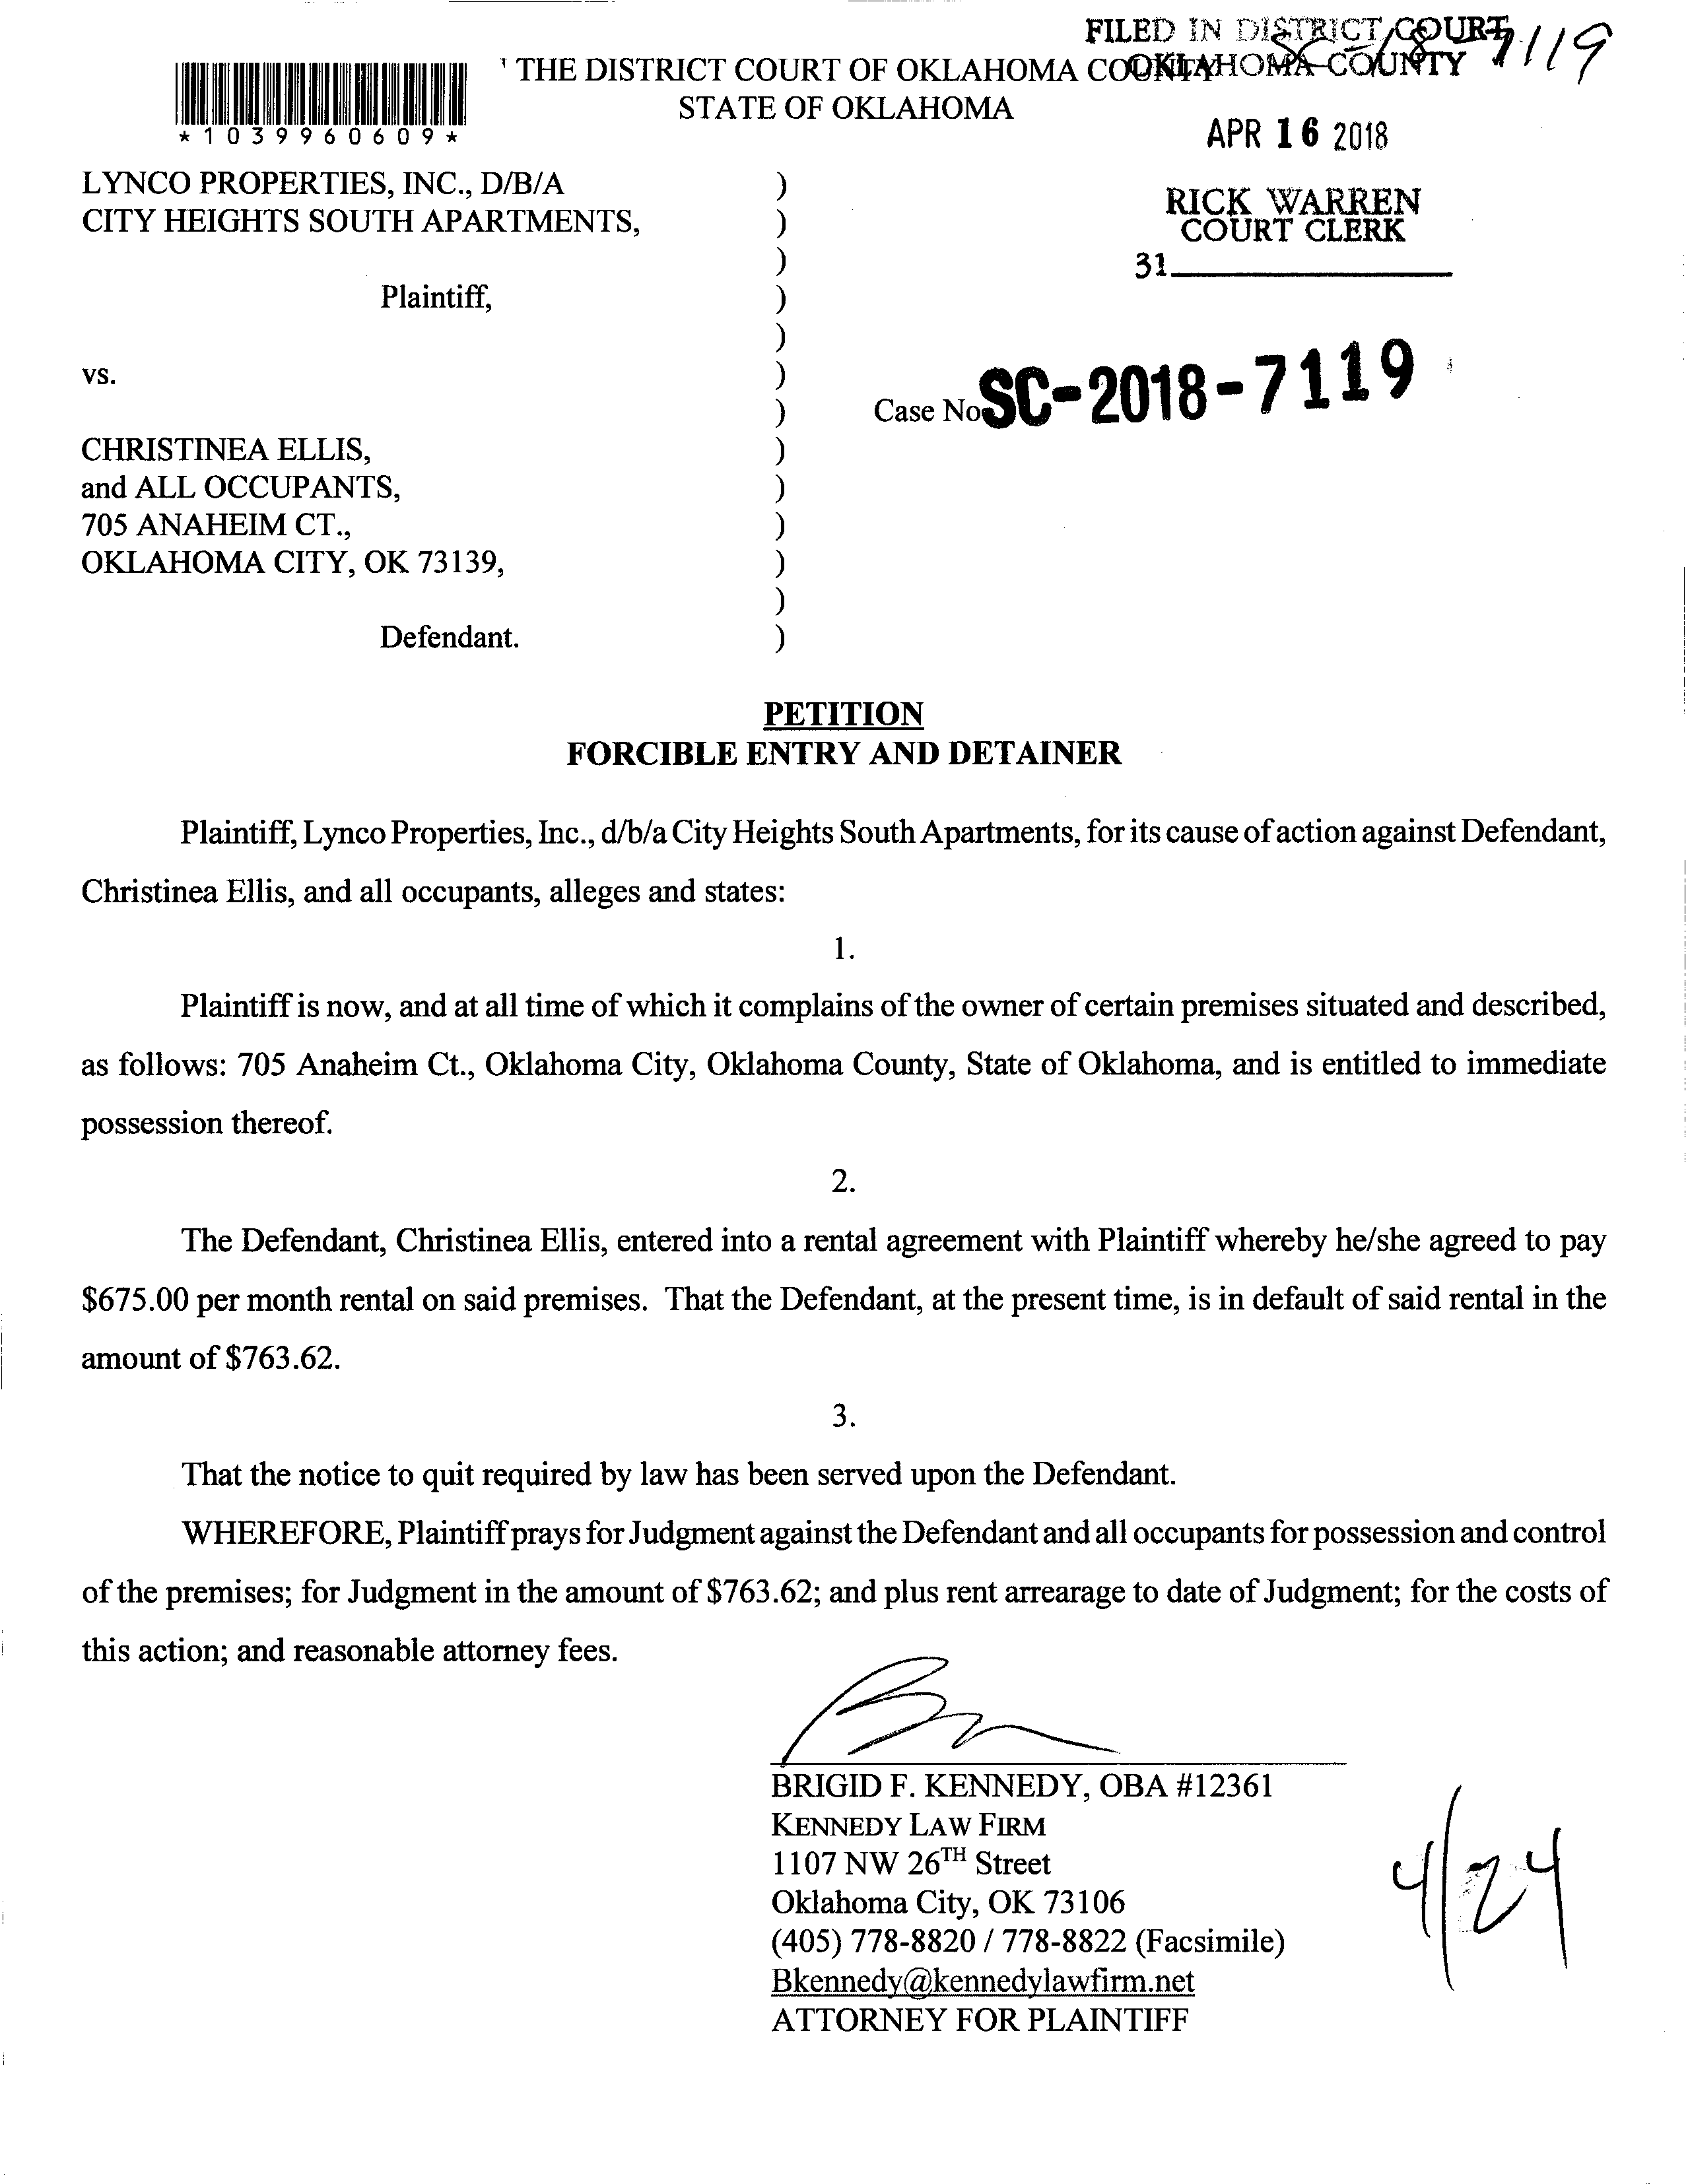 FILED IN DISTRICT COURT
OKLAHOMA COUNTY
SC-18-7119
THE DISTRICT COURT OF OKLAHOMA COUNTY
STATE OF OKLAHOMA
*1039960609*
APR 16 2018
RICK WARREN
COURT CLERK
31
LYNCO PROPERTIES, INC., D/B/A )
CITY HEIGHTS SOUTH APARTMENTS, )
)
Plaintiff, )
)
vs. )
) Case No SC-2018-7119
CHRISTINEA ELLIS, )
and ALL OCCUPANTS, )
705 ANAHEIM CT., )
OKLAHOMA CITY, OK 73139, )
)
Defendant. )
PETITION
FORCIBLE ENTRY AND DETAINER
Plaintiff, Lynco Properties, Inc., d/b/a City Heights South Apartments, for its cause of action against Defendant,
Christinea Ellis, and all occupants, alleges and states:
1.
Plaintiff is now, and at all time of which it complains of the owner of certain premises situated and described,
as follows: 705 Anaheim Ct., Oklahoma City, Oklahoma County, State of Oklahoma, and is entitled to immediate
possession thereof.
2.
The Defendant, Christinea Ellis, entered into a rental agreement with Plaintiff whereby he/she agreed to pay
$675.00 per month rental on said premises. That the Defendant, at the present time, is in default of said rental in the
amount of $763.62.
3.
That the notice to quit required by law has been served upon the Defendant.
WHEREFORE, Plaintiff prays for Judgment against the Defendant and all occupants for possession and control
of the premises; for Judgment in the amount of $763.62; and plus rent arrearage to date of Judgment; for the costs of
this action; and reasonable attorney fees.
BRIGID F. KENNEDY, OBA #12361
KENNEDY LAW FIRM
1107 NW 26TH Street
Oklahoma City, OK 73106
(405) 778-8820 / 778-8822 (Facsimile)
Bkennedy@kennedylawfirm.net
ATTORNEY FOR PLAINTIFF
4/24